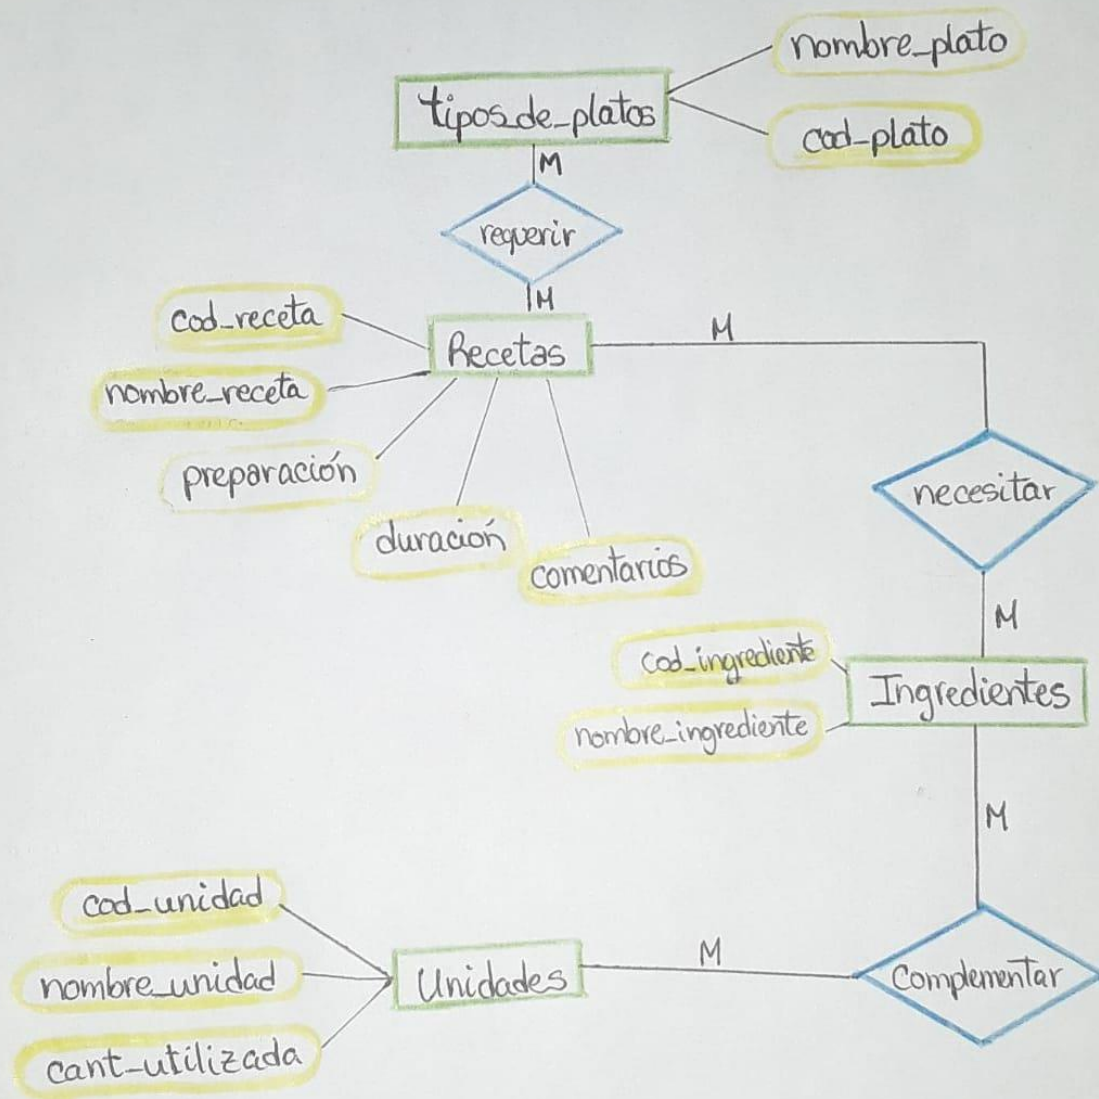 nombre_plato
tipos_de_platos
cod_plato
M
requerir
M
cod_receta
Recetas
M
nombre_receta
preparación
necesitar
duración
comentarios
M
cod_ingrediente
Ingredientes
nombre_ingrediente
M
cod_unidad
M
nombre_unidad
Unidades
Complementar
cant_utilizada